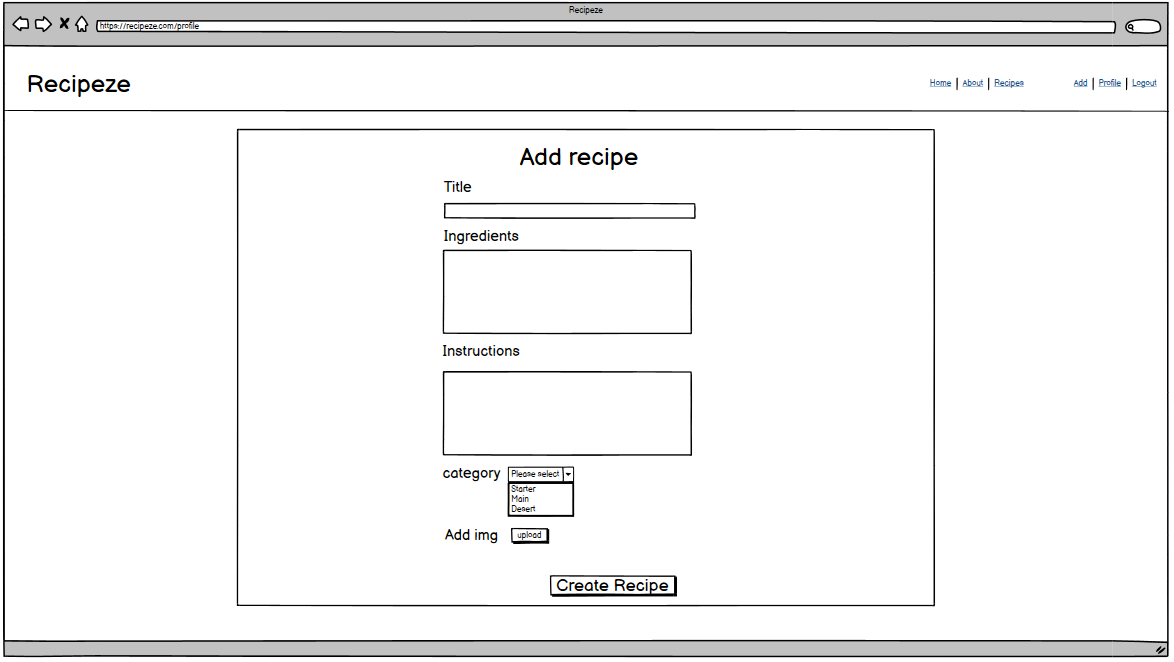 Recipeze
https://recipeze.com/profile
Recipeze
Home | About | Recipes Add | Profile | Logout
Add recipe
Title
Ingredients
Instructions
category Please select
Starter
Main
Desert
Add img upload
Create Recipe